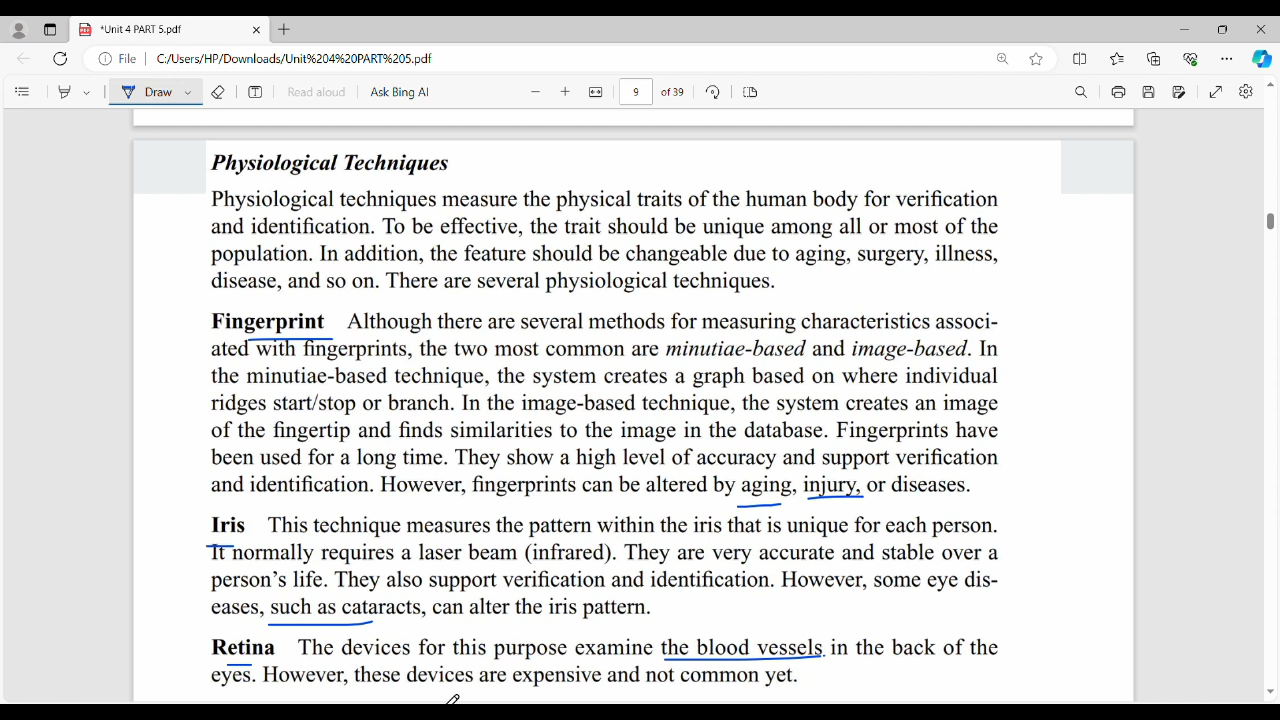 *Unit 4 PART 5.pdf
File C:/Users/HP/Downloads/Unit%204%20PART%205.pdf
Draw Read aloud Ask Bing AI 9 of 39
Physiological Techniques
Physiological techniques measure the physical traits of the human body for verification
and identification. To be effective, the trait should be unique among all or most of the
population. In addition, the feature should be changeable due to aging, surgery, illness,
disease, and so on. There are several physiological techniques.
Fingerprint Although there are several methods for measuring characteristics associ-
ated with fingerprints, the two most common are minutiae-based and image-based. In
the minutiae-based technique, the system creates a graph based on where individual
ridges start/stop or branch. In the image-based technique, the system creates an image
of the fingertip and finds similarities to the image in the database. Fingerprints have
been used for a long time. They show a high level of accuracy and support verification
and identification. However, fingerprints can be altered by aging, injury, or diseases.
Iris This technique measures the pattern within the iris that is unique for each person.
It normally requires a laser beam (infrared). They are very accurate and stable over a
person's life. They also support verification and identification. However, some eye dis-
eases, such as cataracts, can alter the iris pattern.
Retina The devices for this purpose examine the blood vessels in the back of the
eyes. However, these devices are expensive and not common yet.